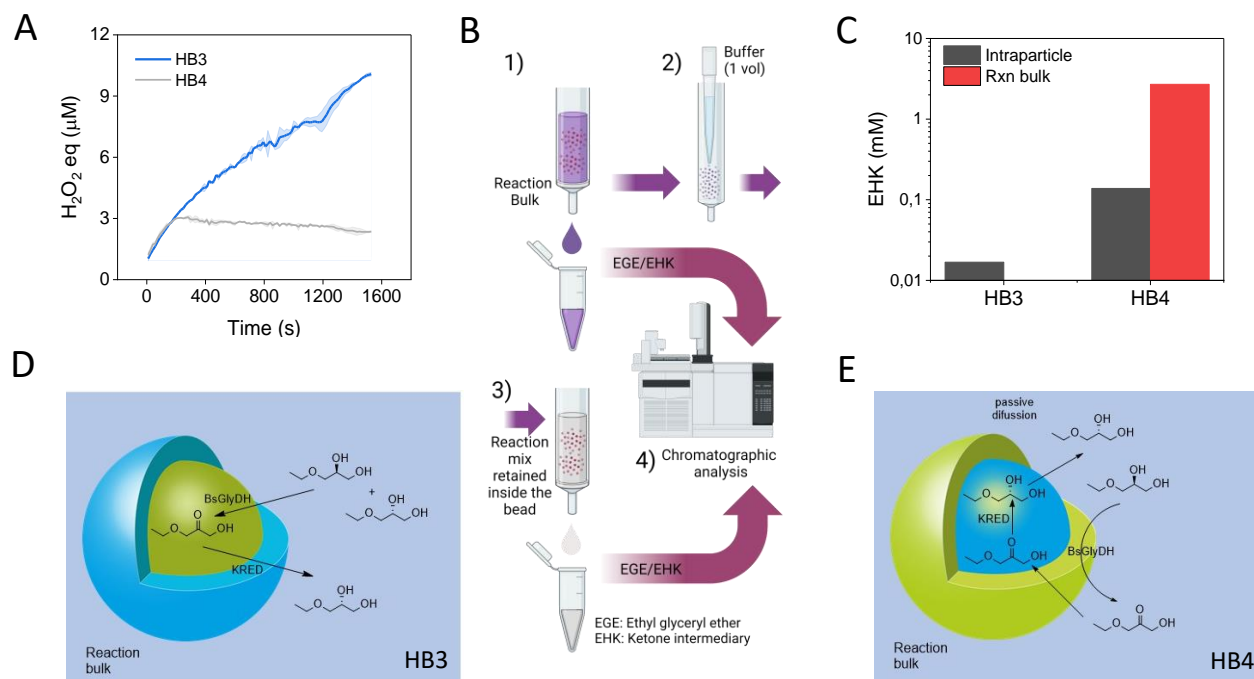 A
12
9
6
3
0
H₂O₂ eq (µM)
HB3
HB4
0
400
800
1200
1600
Time (s)
B
1)
2)
Buffer
(1 vol)
Reaction
Bulk
EGE/EHK
3)
Reaction
mix
retained
inside the
bead
4)
Chromatographic
analysis
EGE/EHK
EGE: Ethyl glyceryl ether
EHK: Ketone intermediary
C
10
1
0,1
0,01
EHK (mM)
Intraparticle
Rxn bulk
HB3
HB4
D
OH
O
OH
+
BsGlyDH
O
O
OH
OH
O
OH
KRED
OH
O
OH
Reaction
bulk
HB3
E
passive
difussion
OH
O
OH
OH
O
OH
OH
O
OH
KRED
O
O
OH
BsGlyDH
O
O
OH
Reaction
bulk
HB4